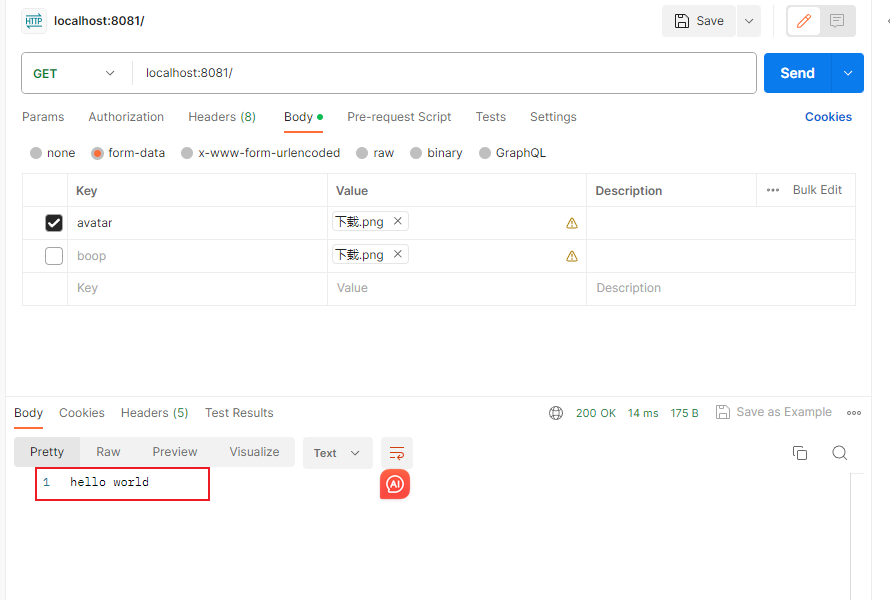 HTTP localhost:8081/ Save
GET localhost:8081/ Send
Params Authorization Headers (8) Body Pre-request Script Tests Settings Cookies
none form-data x-www-form-urlencoded raw binary GraphQL
Key Value Description Bulk Edit
avatar 下载.png
boop 下载.png
Key Value Description
Body Cookies Headers (5) Test Results 200 OK 14 ms 175 B Save as Example
Pretty Raw Preview Visualize Text
1 hello world
AI